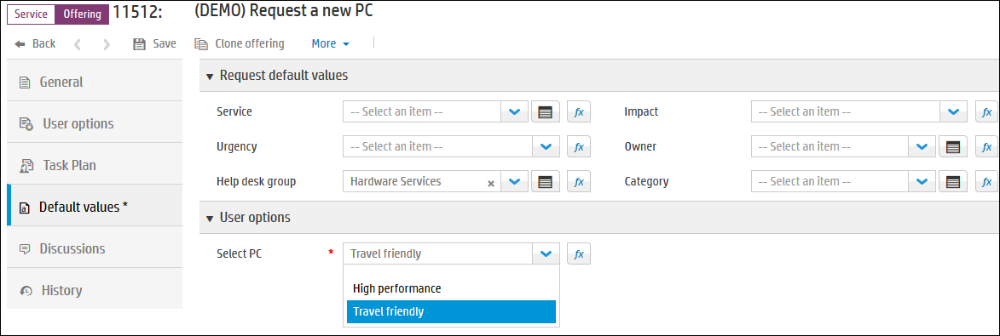 Service Offering 11512: (DEMO) Request a new PC
Back Save Clone offering More
General
User options
Task Plan
Default values *
Discussions
History
Request default values
Service -- Select an item -- fx Impact -- Select an item -- fx
Urgency -- Select an item -- fx Owner -- Select an item -- fx
Help desk group Hardware Services fx Category -- Select an item -- fx
User options
Select PC * Travel friendly fx
High performance
Travel friendly